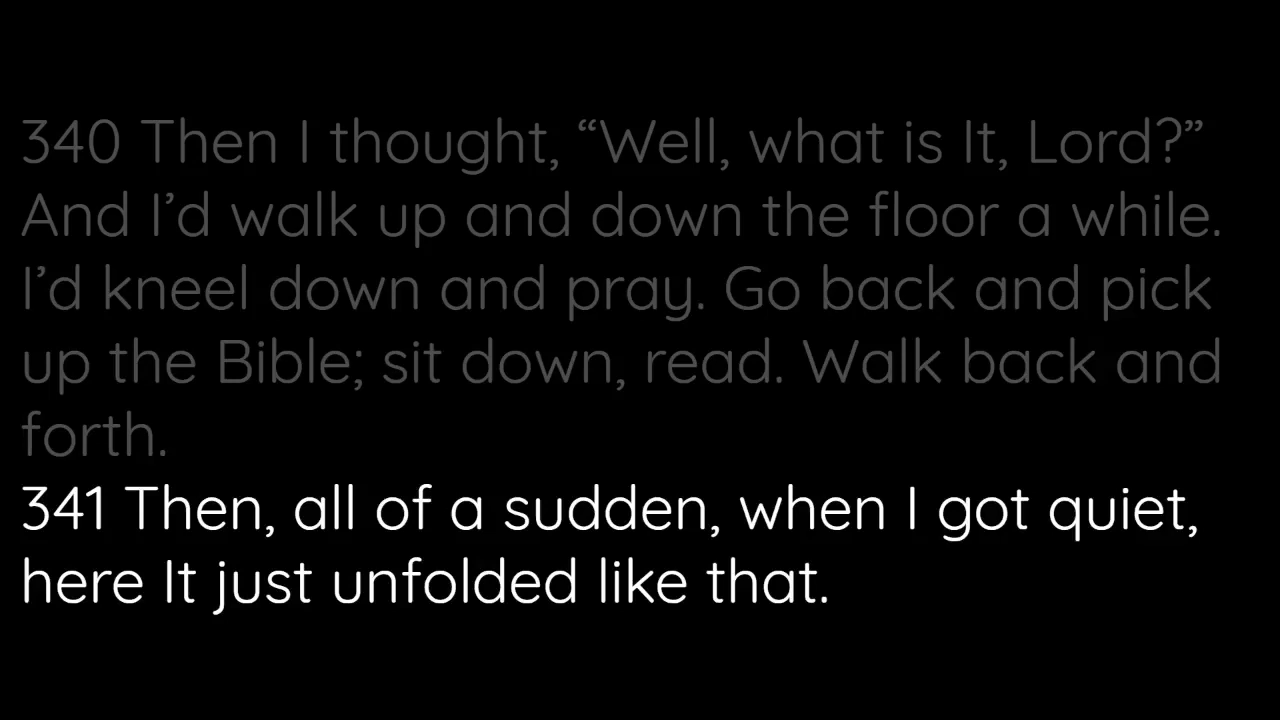 340 Then I thought, “Well, what is It, Lord?”
And I’d walk up and down the floor a while.
I’d kneel down and pray. Go back and pick
up the Bible; sit down, read. Walk back and
forth.
341 Then, all of a sudden, when I got quiet,
here It just unfolded like that.